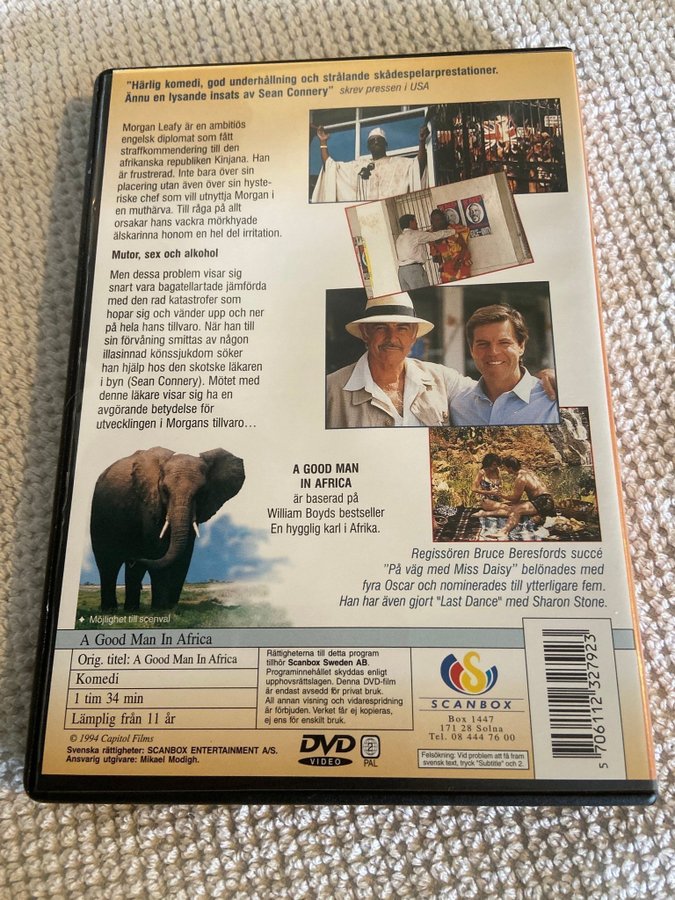 "Härlig komedi, god underhållning och strålande skådespelarprestationer.
Ännu en lysande insats av Sean Connery" skrev pressen i USA
Morgan Leafy är en ambitiös
engelsk diplomat som fått
straffkommendering till den
afrikanska republiken Kinjana. Han
är frustrerad. Inte bara över sin
placering utan även över sin hyste-
riske chef som vill utnyttja Morgan i
en muthärva. Till råga på allt
orsakar hans vackra mörkhyade
älskarinna honom en hel del irritation.
Mutor, sex och alkohol
Men dessa problem visar sig
snart vara bagatellartade jämförda
med den rad katastrofer som
hopar sig och vänder upp och ner
på hela hans tillvaro. När han till
sin förvåning smittas av någon
illasinnad könssjukdom söker
han hjälp hos den skotske läkaren
i byn (Sean Connery). Mötet med
denne läkare visar sig ha en
avgörande betydelse för
utvecklingen i Morgans tillvaro...
A GOOD MAN
IN AFRICA
är baserad på
William Boyds bestseller
En hygglig karl i Afrika.
Regissören Bruce Beresfords succé
"På väg med Miss Daisy" belönades med
fyra Oscar och nominerades till ytterligare fem.
Han har även gjort "Last Dance" med Sharon Stone.
✦ Möjlighet till scenval
A Good Man In Africa
Orig. titel: A Good Man In Africa
Komedi
1 tim 34 min
Lämplig från 11 år
© 1994 Capitol Films
Svenska rättigheter: SCANBOX ENTERTAINMENT A/S.
Ansvarig utgivare: Mikael Modigh.
Rättigheterna till detta program
tillhör Scanbox Sweden AB.
Programinnehållet skyddas enligt
upphovsrättslagen. Denna DVD-film
är endast avsedd för privat bruk.
All annan visning och vidarespridning
är förbjuden. Verket får ej kopieras,
ej ens för enskilt bruk.
DVD
VIDEO
2
PAL
SCANBOX
Box 1447
171 28 Solna
Tel. 08 444 76 00
Felsökning: Vid problem att få fram
svensk text, tryck "Subtitle" och 2.
5 706112 327923